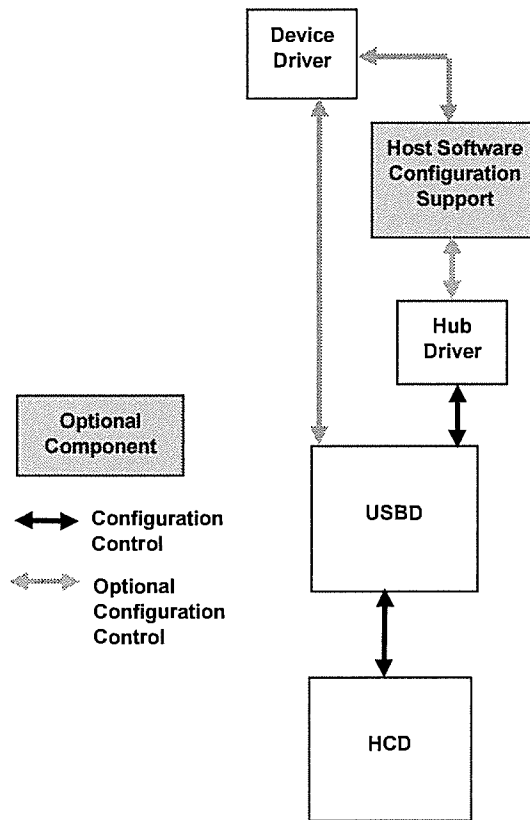 Device
Driver
Host Software
Configuration
Support
Hub
Driver
Optional
Component
USBD
Configuration
Control
Optional
Configuration
Control
HCD